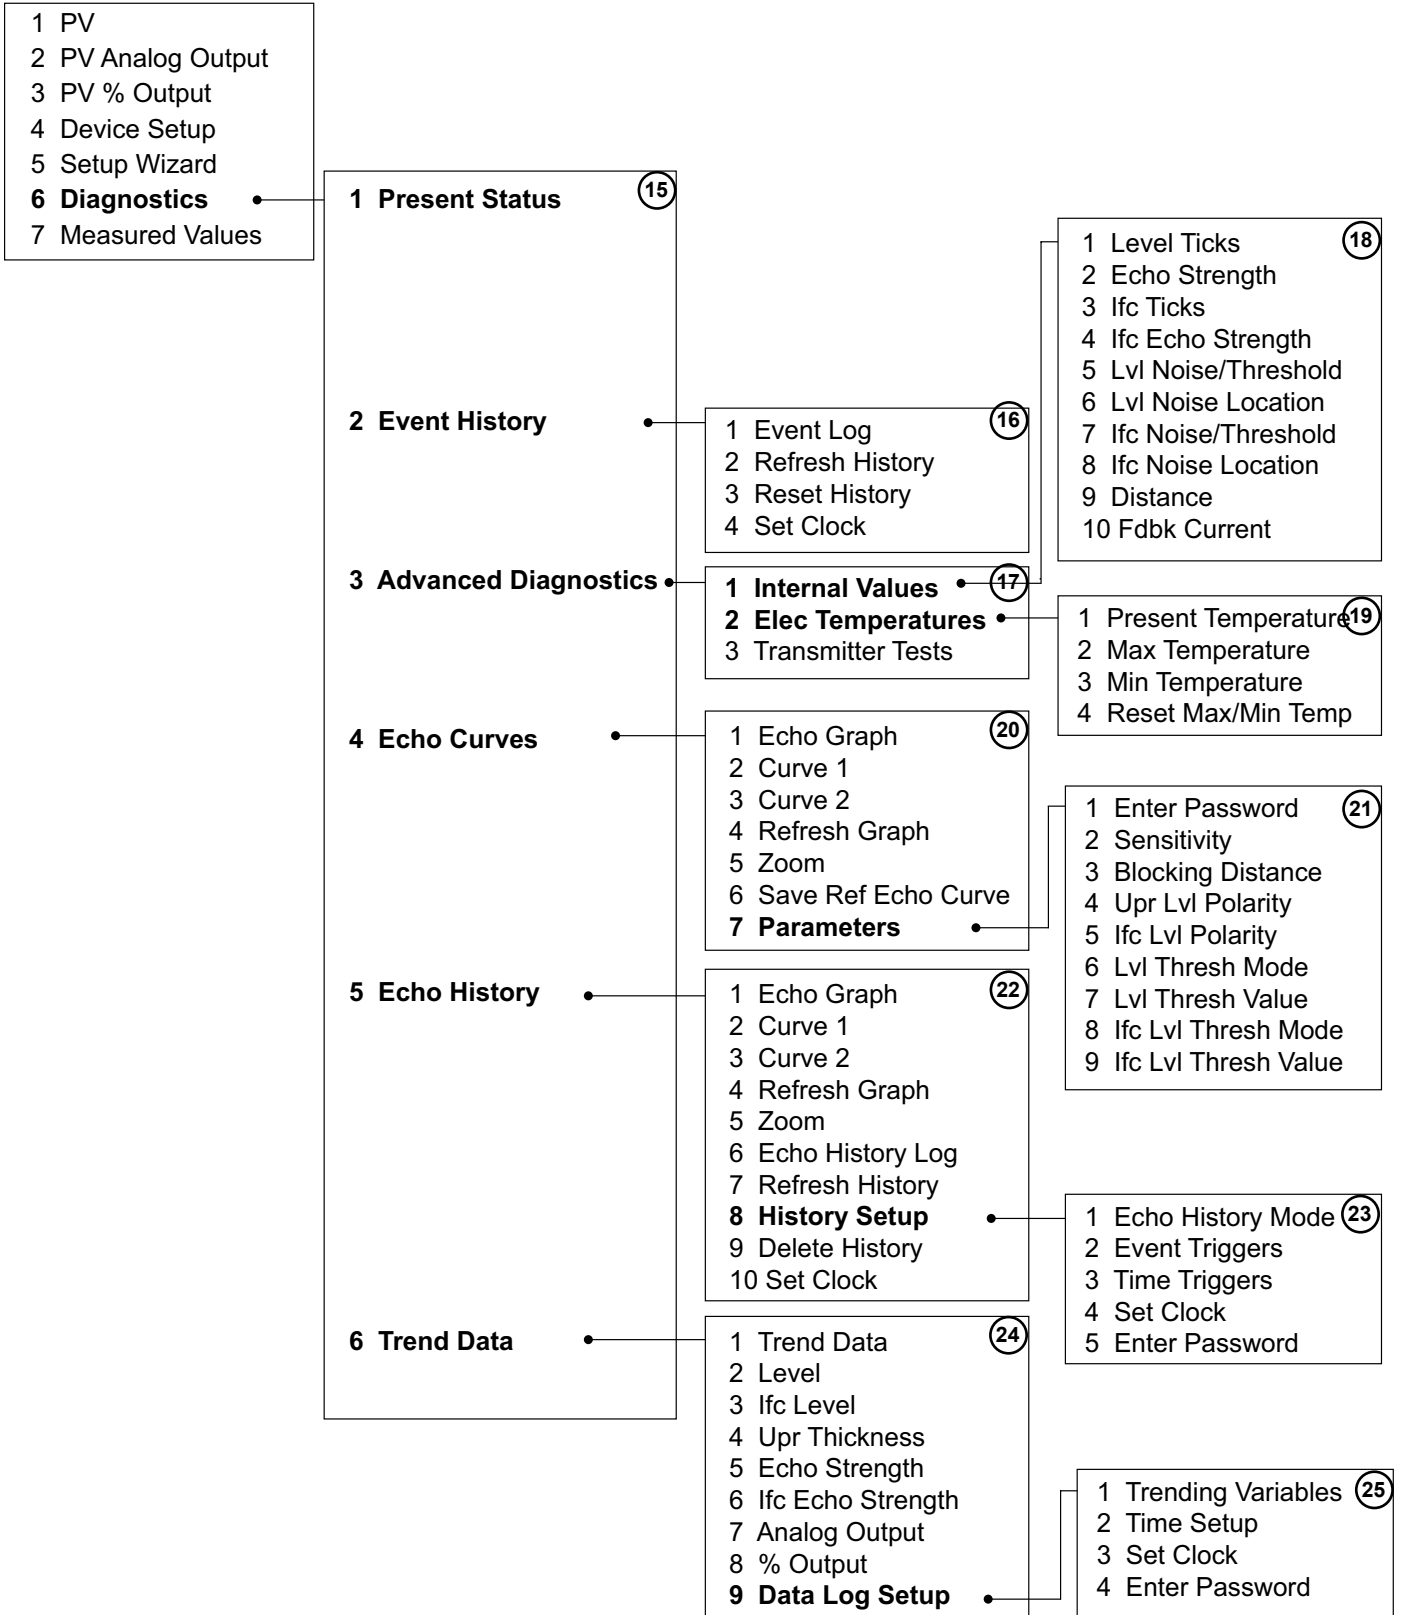 1 PV
2 PV Analog Output
3 PV % Output
4 Device Setup
5 Setup Wizard
6 Diagnostics
7 Measured Values
15
1 Present Status
2 Event History
3 Advanced Diagnostics
4 Echo Curves
5 Echo History
6 Trend Data
16
1 Event Log
2 Refresh History
3 Reset History
4 Set Clock
17
1 Internal Values
2 Elec Temperatures
3 Transmitter Tests
18
1 Level Ticks
2 Echo Strength
3 Ifc Ticks
4 Ifc Echo Strength
5 Lvl Noise/Threshold
6 Lvl Noise Location
7 Ifc Noise/Threshold
8 Ifc Noise Location
9 Distance
10 Fdbk Current
19
1 Present Temperature
2 Max Temperature
3 Min Temperature
4 Reset Max/Min Temp
20
1 Echo Graph
2 Curve 1
3 Curve 2
4 Refresh Graph
5 Zoom
6 Save Ref Echo Curve
7 Parameters
21
1 Enter Password
2 Sensitivity
3 Blocking Distance
4 Upr Lvl Polarity
5 Ifc Lvl Polarity
6 Lvl Thresh Mode
7 Lvl Thresh Value
8 Ifc Lvl Thresh Mode
9 Ifc Lvl Thresh Value
22
1 Echo Graph
2 Curve 1
3 Curve 2
4 Refresh Graph
5 Zoom
6 Echo History Log
7 Refresh History
8 History Setup
9 Delete History
10 Set Clock
23
1 Echo History Mode
2 Event Triggers
3 Time Triggers
4 Set Clock
5 Enter Password
24
1 Trend Data
2 Level
3 Ifc Level
4 Upr Thickness
5 Echo Strength
6 Ifc Echo Strength
7 Analog Output
8 % Output
9 Data Log Setup
25
1 Trending Variables
2 Time Setup
3 Set Clock
4 Enter Password